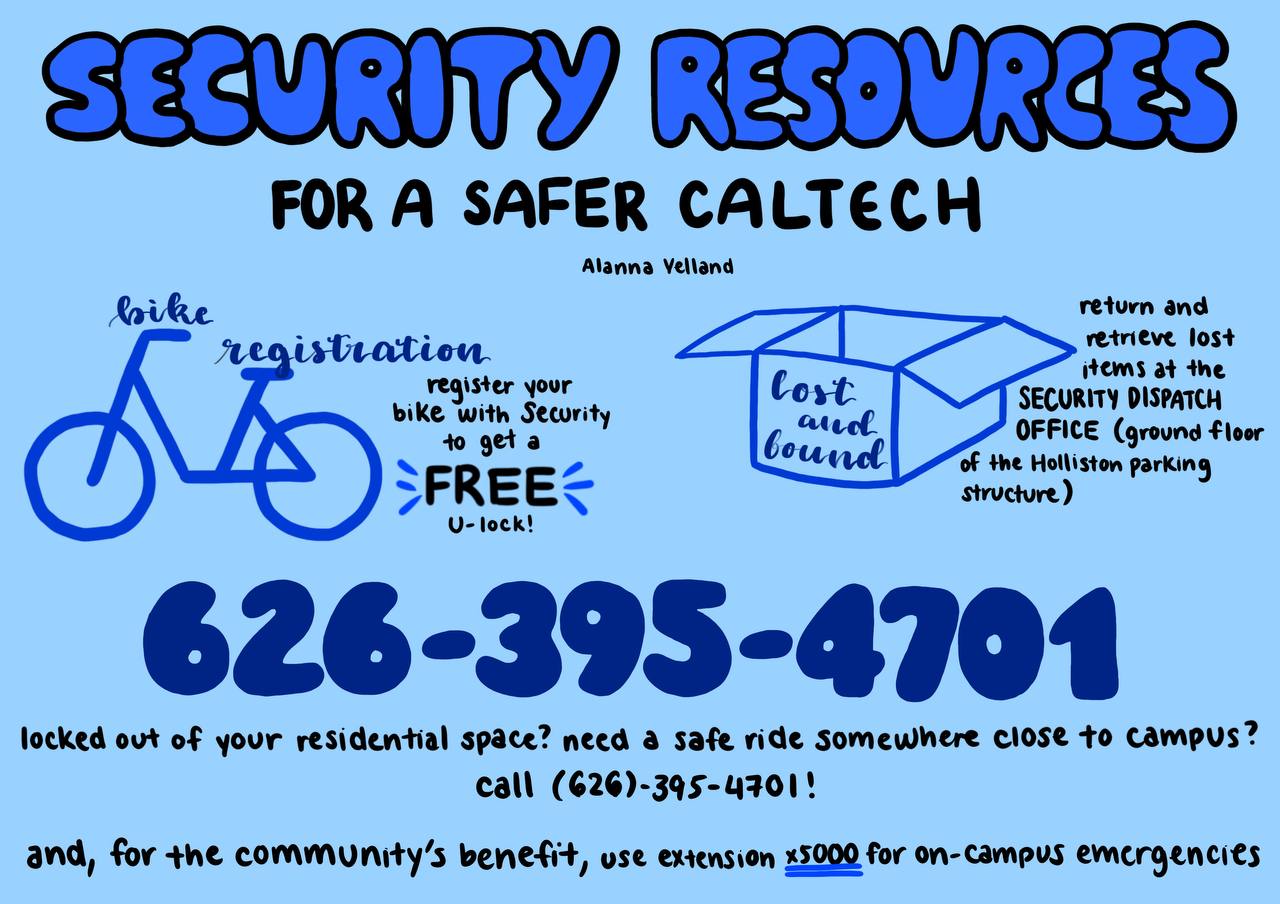 SECURITY RESOURCES
FOR A SAFER CALTECH
Alanna Yelland
bike
registration
register your
bike with Security
to get a
FREE
U-lock!
lost
and
bound
return and
retrieve lost
items at the
SECURITY DISPATCH
OFFICE (ground floor
of the Holliston parking
structure)
626-395-4701
locked out of your residential space? need a safe ride somewhere close to campus?
call (626)-395-4701!
and, for the community's benefit, use extension x5000 for on-campus emergencies